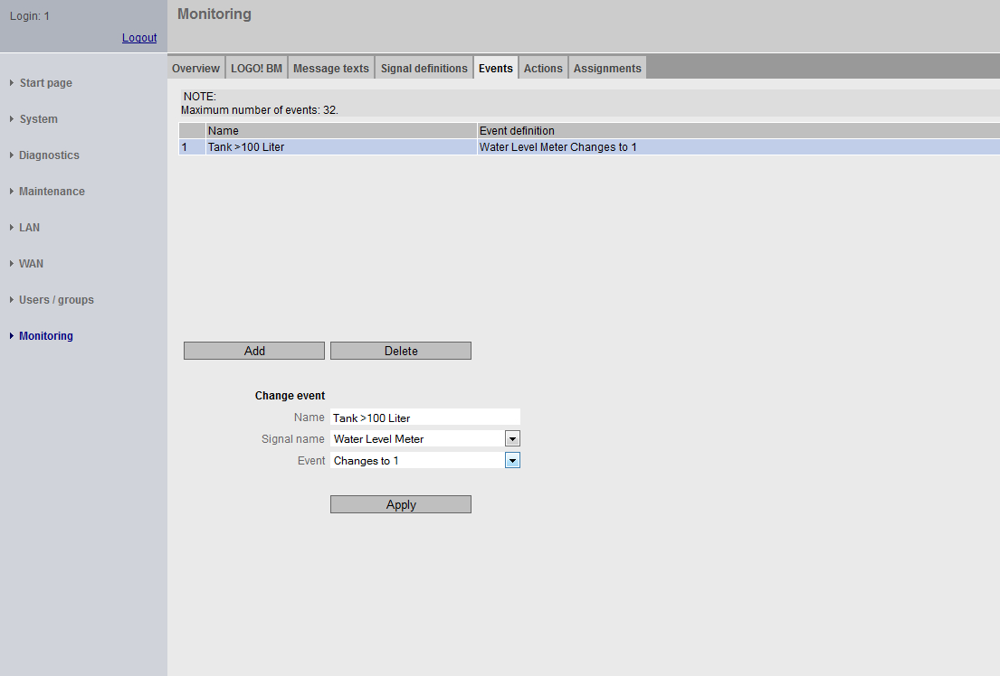 Login: 1
Logout
Monitoring
Start page
System
Diagnostics
Maintenance
LAN
WAN
Users / groups
Monitoring
Overview LOGO! BM Message texts Signal definitions Events Actions Assignments
NOTE:
Maximum number of events: 32.
Name Event definition
1 Tank >100 Liter Water Level Meter Changes to 1
Add Delete
Change event
Name Tank >100 Liter
Signal name Water Level Meter
Event Changes to 1
Apply